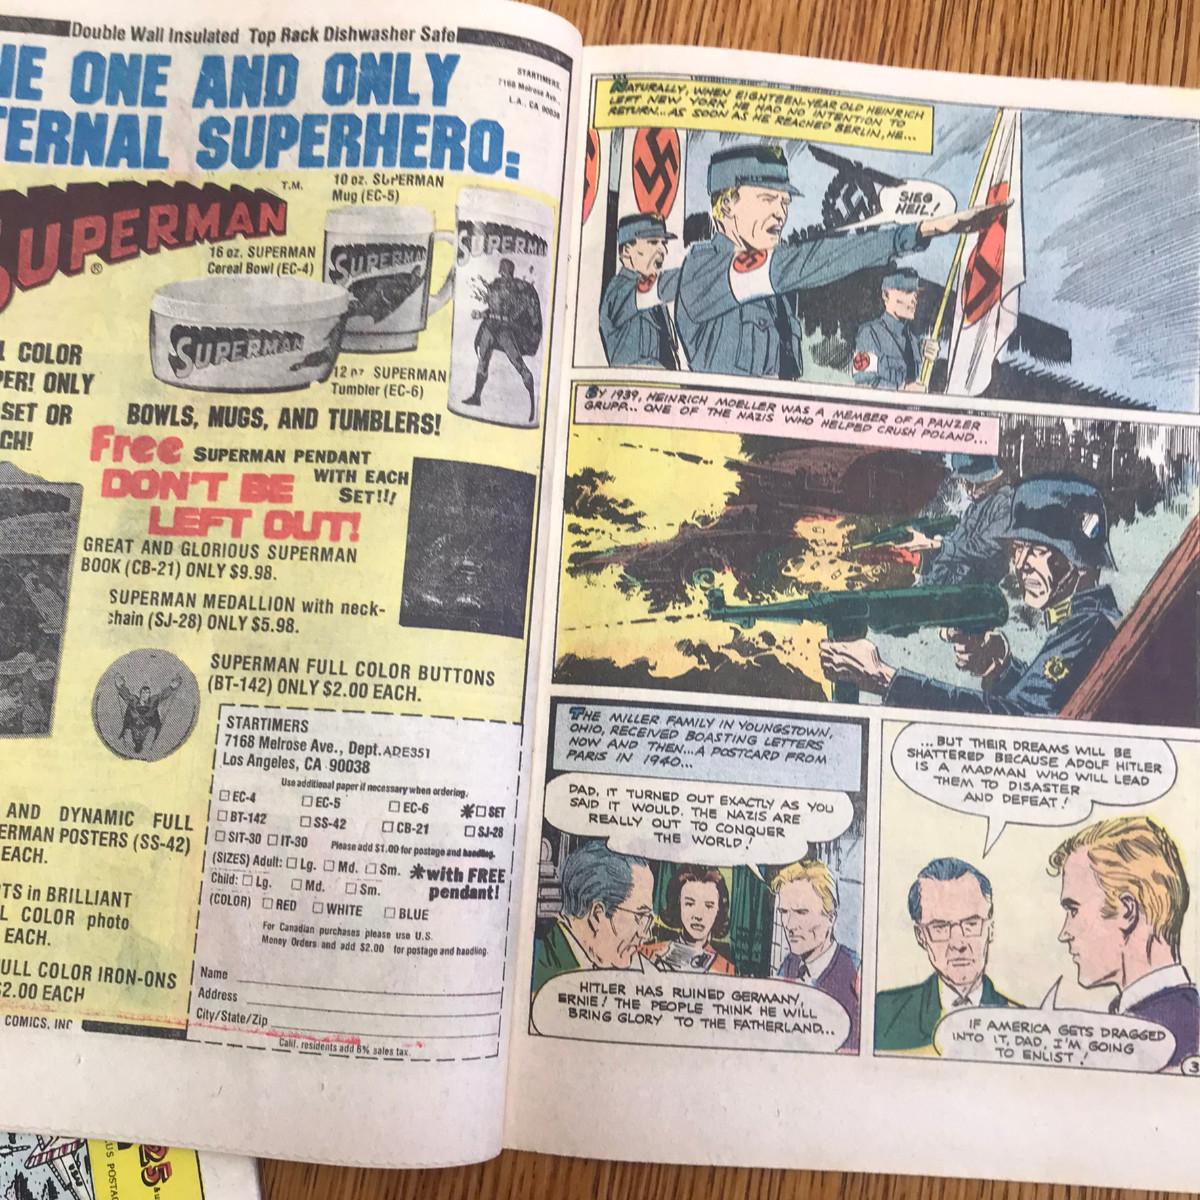 Double Wall Insulated Top Rack Dishwasher Safe
STARTIMERS,
7168 Melrose Ave.,
L.A., CA 90038
HE ONE AND ONLY
TERNAL SUPERHERO:
SUPERMAN
T.M.
®
10 oz. SUPERMAN
Mug (EC-5)
16 oz. SUPERMAN
Cereal Bowl (EC-4)
SUPERMAN
SUPERMAN
SUPERMAN
12 oz SUPERMAN
Tumbler (EC-6)
L COLOR
PER! ONLY
SET OR
CH!
BOWLS, MUGS, AND TUMBLERS!
Free SUPERMAN PENDANT
WITH EACH
SET!!!
DON'T BE
LEFT OUT!
GREAT AND GLORIOUS SUPERMAN
BOOK (CB-21) ONLY $9.98.
SUPERMAN MEDALLION with neck-
chain (SJ-28) ONLY $5.98.
SUPERMAN FULL COLOR BUTTONS
(BT-142) ONLY $2.00 EACH.
AND DYNAMIC FULL
ERMAN POSTERS (SS-42)
EACH.
TS in BRILLIANT
L COLOR photo
EACH.
ULL COLOR IRON-ONS
$2.00 EACH
COMICS, INC
STARTIMERS
7168 Melrose Ave., Dept. ADE351
Los Angeles, CA 90038
Use additional paper if necessary when ordering.
EC-4 EC-5 EC-6 * SET
BT-142 SS-42 CB-21 SJ-28
SIT-30 IT-30 Please add $1.00 for postage and handling.
(SIZES) Adult: Lg. Md. Sm. *with FREE
Child: Lg. Md. Sm. pendant!
(COLOR) RED WHITE BLUE
For Canadian purchases please use U.S.
Money Orders and add $2.00 for postage and handling.
Name
Address
City/State/Zip
Calif. residents add 6% sales tax.
25
US POSTAG
NATURALLY, WHEN EIGHTEEN-YEAR OLD HEINRICH
LEFT NEW YORK HE HAD INTENTION TO
RETURN... AS SOON AS HE REACHED BERLIN, HE...
SIEG
HEIL!
BY 1939, HEINRICH MOELLER WAS A MEMBER OF A PANZER
GRUPP... ONE OF THE NAZIS WHO HELPED CRUSH POLAND...
THE MILLER FAMILY IN YOUNGSTOWN,
OHIO, RECEIVED BOASTING LETTERS
NOW AND THEN...A POSTCARD FROM
PARIS IN 1940...
DAD, IT TURNED OUT EXACTLY AS YOU
SAID IT WOULD. THE NAZIS ARE
REALLY OUT TO CONQUER
THE WORLD!
HITLER HAS RUINED GERMANY,
ERNIE! THE PEOPLE THINK HE WILL
BRING GLORY TO THE FATHERLAND...
...BUT THEIR DREAMS WILL BE
SHATTERED BECAUSE ADOLF HITLER
IS A MADMAN WHO WILL LEAD
THEM TO DISASTER
AND DEFEAT!
IF AMERICA GETS DRAGGED
INTO IT, DAD, I'M GOING
TO ENLIST!
3